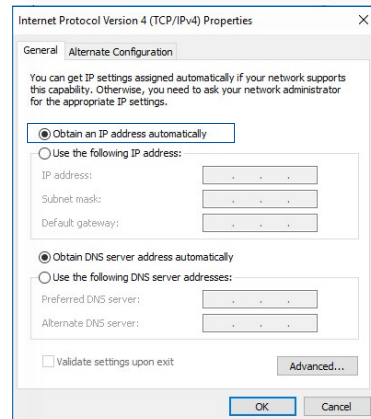 Internet Protocol Version 4 (TCP/IPv4) Properties
General Alternate Configuration
You can get IP settings assigned automatically if your network supports
this capability. Otherwise, you need to ask your network administrator
for the appropriate IP settings.
Obtain an IP address automatically
Use the following IP address:
IP address:
Subnet mask:
Default gateway:
Obtain DNS server address automatically
Use the following DNS server addresses:
Preferred DNS server:
Alternate DNS server:
Validate settings upon exit
Advanced...
OK Cancel